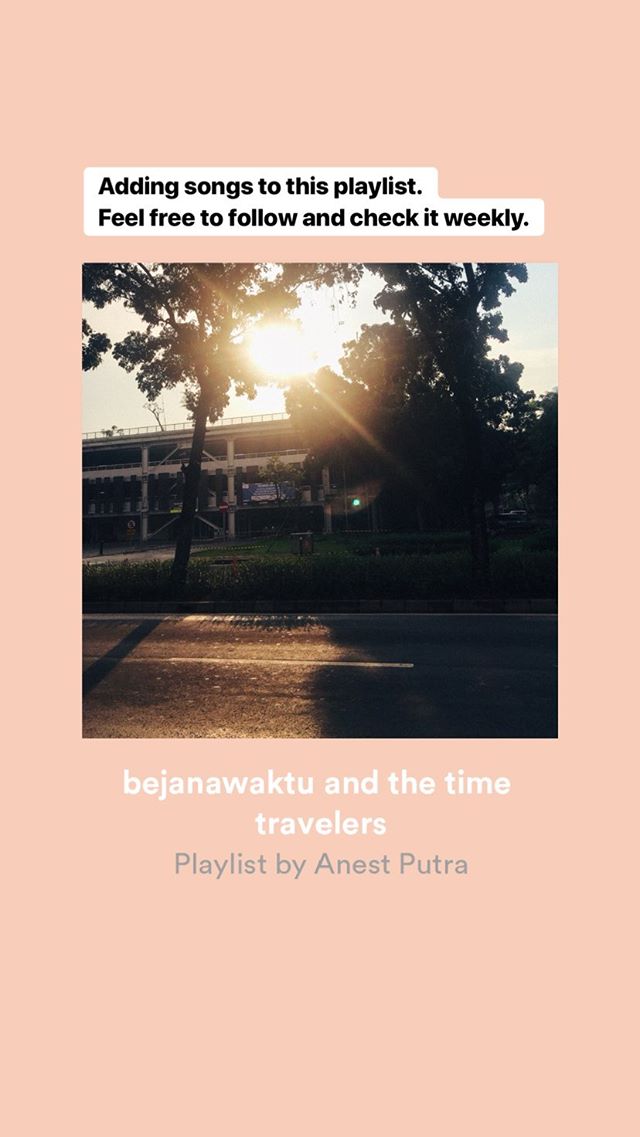 Adding songs to this playlist.
Feel free to follow and check it weekly.
bejanawaktu and the time
travelers
Playlist by Anest Putra